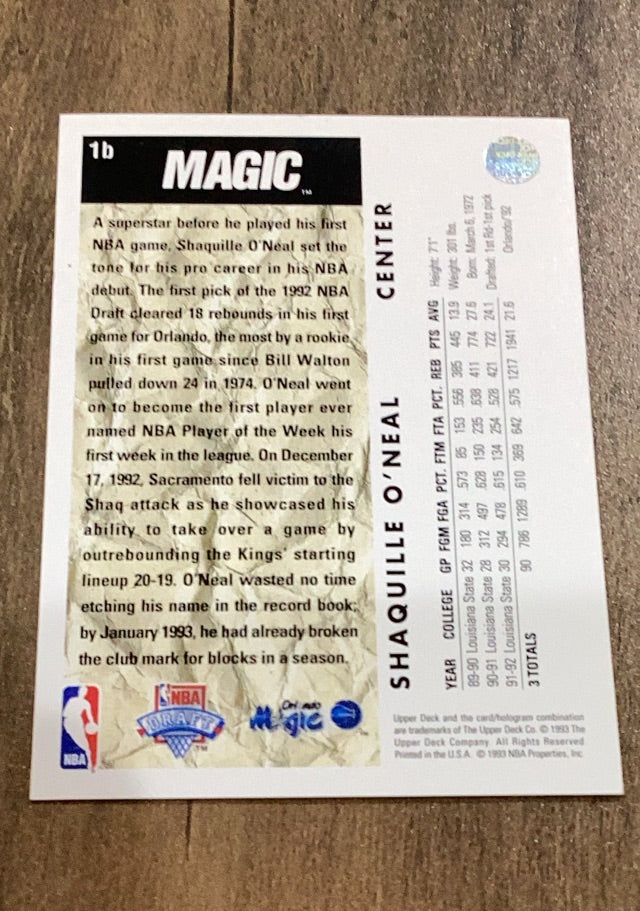 1b
MAGIC™
A superstar before he played his first
NBA game, Shaquille O'Neal set the
tone for his pro career in his NBA
debut. The first pick of the 1992 NBA
Draft cleared 18 rebounds in his first
game for Orlando, the most by a rookie
in his first game since Bill Walton
pulled down 24 in 1974. O'Neal went
on to become the first player ever
named NBA Player of the Week his
first week in the league. On December
17, 1992, Sacramento fell victim to the
Shaq attack as he showcased his
ability to take over a game by
outrebounding the Kings' starting
lineup 20-19. O'Neal wasted no time
etching his name in the record book;
by January 1993, he had already broken
the club mark for blocks in a season.
NBA
NBA
DRAFT™
Orlando
Magic
SHAQUILLE O'NEAL CENTER
Height: 7'1"
Weight: 301 lbs.
Born: March 6, 1972
Drafted: 1st Rd-1st pick
Orlando '92
YEAR COLLEGE GP FGM FGA PCT. FTM FTA PCT. REB PTS AVG
89-90 Louisiana State 32 180 314 .573 85 153 .556 385 445 13.9
90-91 Louisiana State 28 312 497 .628 150 235 .638 411 774 27.6
91-92 Louisiana State 30 294 478 .615 134 254 .528 421 722 24.1
3 TOTALS 90 786 1289 .610 369 642 .575 1217 1941 21.6
Upper Deck and the card/hologram combination
are trademarks of The Upper Deck Co. © 1993 The
Upper Deck Company. All Rights Reserved.
Printed in the U.S.A. © 1993 NBA Properties, Inc.